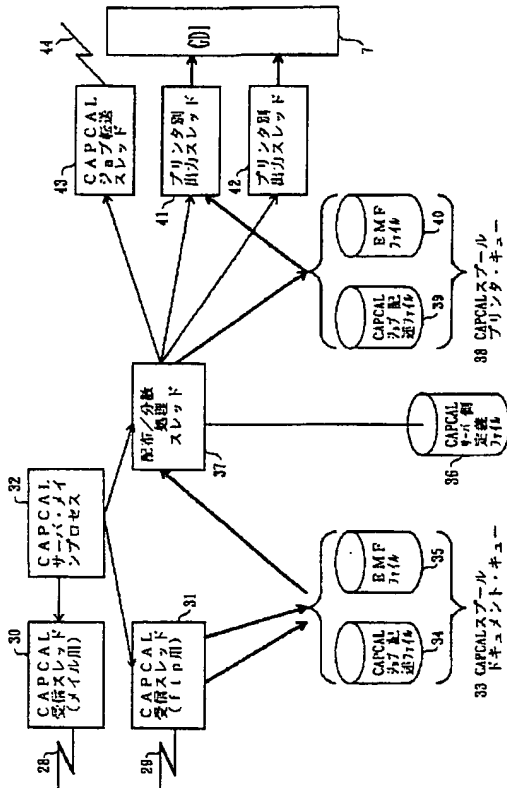 28
29
30
CAPCAL
受信スレッド
(メイル用)
31
CAPCAL
受信スレッド
(ftp用)
32
CAPCAL
サーバ・メイ
ンプロセス
33 CAPCALスプール
ドキュメント・キュー
CAPCAL
ジョブ記
述ファイル
34
EMF
ファイル
35
CAPCAL
サーバ側
定義
ファイル
36
配布/分散
処理
スレッド
37
38 CAPCALスプール
プリンタ・キュー
CAPCAL
ジョブ記
述ファイル
39
EMF
ファイル
40
プリンタ別
出力スレッド
41
プリンタ別
出力スレッド
42
CAPCAL
ジョブ転送
スレッド
43
44
GDI
7